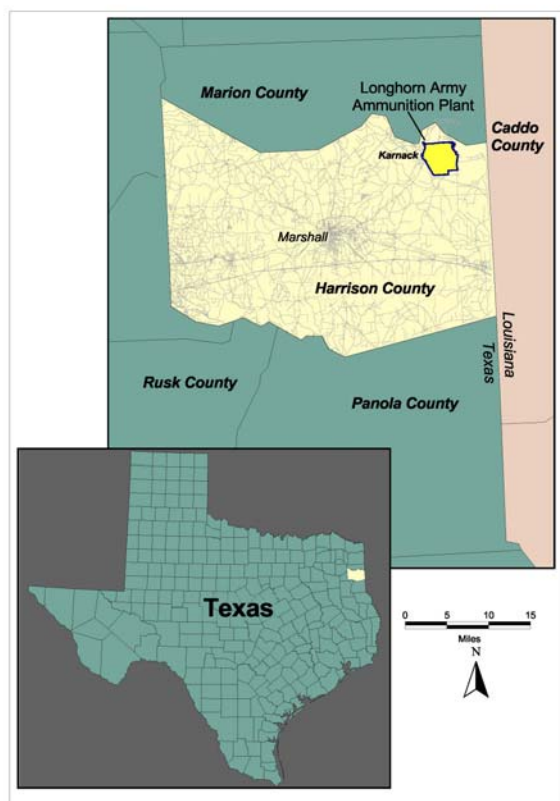 Marion County
Longhorn Army
Ammunition Plant
Caddo
County
Karnack
Marshall
Harrison County
Louisiana
Texas
Rusk County
Panola County
Texas
0 5 10 15
Miles
N